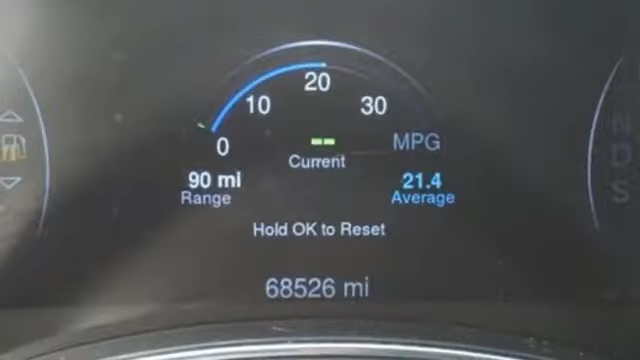 20
10
30
0
--
MPG
Current
90 mi
21.4
Range
Average
Hold OK to Reset
68526 mi
N
D
S